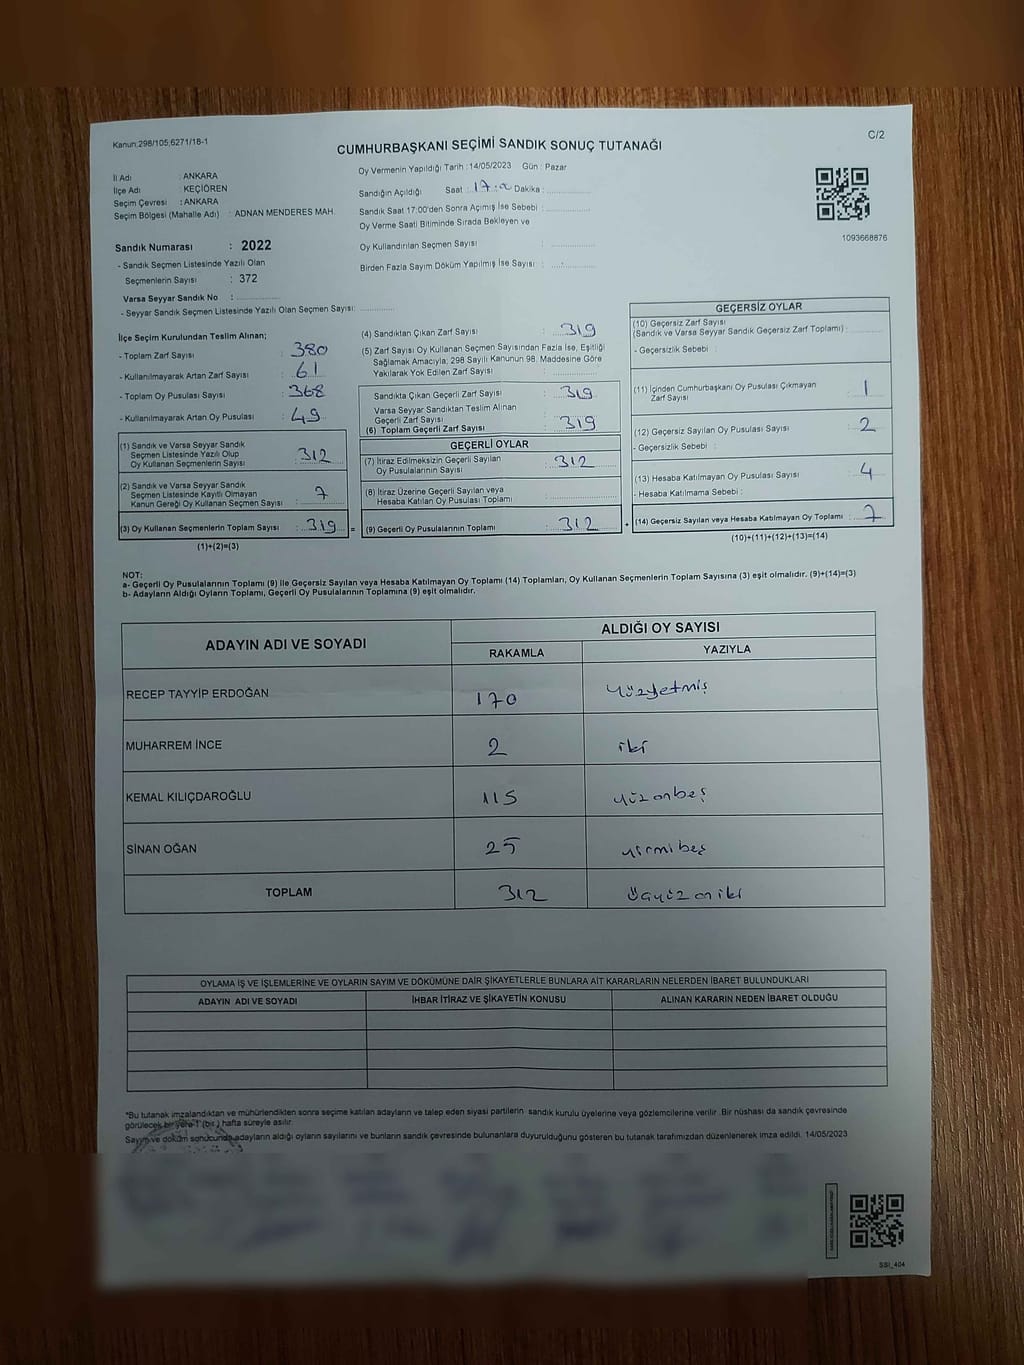 Kanun:298/105;6271/18-1
C/2
CUMHURBAŞKANI SEÇİMİ SANDIK SONUÇ TUTANAĞI
İl Adı : ANKARA
İlçe Adı : KEÇİÖREN
Seçim Çevresi : ANKARA
Seçim Bölgesi (Mahalle Adı) : ADNAN MENDERES MAH.
Sandık Numarası : 2022
- Sandık Seçmen Listesinde Yazılı Olan
Seçmenlerin Sayısı : 372
Varsa Seyyar Sandık No :
- Seyyar Sandık Seçmen Listesinde Yazılı Olan Seçmen Sayısı:
Oy Vermenin Yapıldığı Tarih :14/05/2023 Gün : Pazar
Sandığın Açıldığı Saat : 17:00 Dakika :
Sandık Saat 17:00'den Sonra Açımış İse Sebebi :
Oy Verme Saati Bitiminde Sırada Bekleyen ve
Oy Kullandırılan Seçmen Sayısı :
Birden Fazla Sayım Döküm Yapılmış İse Sayısı :
1093668876
İlçe Seçim Kurulundan Teslim Alınan;
- Toplam Zarf Sayısı : 380
- Kullanılmayarak Artan Zarf Sayısı : 61
- Toplam Oy Pusulası Sayısı : 368
- Kullanılmayarak Artan Oy Pusulası : 49
(1) Sandık ve Varsa Seyyar Sandık
Seçmen Listesinde Yazılı Olup
Oy Kullanan Seçmenlerin Sayısı : 312
(2) Sandık ve Varsa Seyyar Sandık
Seçmen Listesinde Kayıtlı Olmayan
Kanun Gereği Oy Kullanan Seçmen Sayısı : 7
(3) Oy Kullanan Seçmenlerin Toplam Sayısı : 319
(1)+(2)=(3)
(4) Sandıktan Çıkan Zarf Sayısı : 319
(5) Zarf Sayısı Oy Kullanan Seçmen Sayısından Fazla İse, Eşitliği
Sağlamak Amacıyla; 298 Sayılı Kanunun 98. Maddesine Göre
Yakılarak Yok Edilen Zarf Sayısı :
Sandıkta Çıkan Geçerli Zarf Sayısı : 319
Varsa Seyyar Sandıktan Teslim Alınan
Geçerli Zarf Sayısı :
(6) Toplam Geçerli Zarf Sayısı : 319
GEÇERLİ OYLAR
(7) İtiraz Edilmeksizin Geçerli Sayılan
Oy Pusulalarının Sayısı : 312
(8) İtiraz Üzerine Geçerli Sayılan veya
Hesaba Katılan Oy Pusulası Toplamı :
= (9) Geçerli Oy Pusulalarının Toplamı : 312 +
GEÇERSİZ OYLAR
(10) Geçersiz Zarf Sayısı
(Sandık ve Varsa Seyyar Sandık Geçersiz Zarf Toplamı) :
- Geçersizlik Sebebi :
(11) İçinden Cumhurbaşkanı Oy Pusulası Çıkmayan
Zarf Sayısı : 1
(12) Geçersiz Sayılan Oy Pusulası Sayısı : 2
- Geçersizlik Sebebi :
(13) Hesaba Katılmayan Oy Pusulası Sayısı : 4
- Hesaba Katılmama Sebebi :
(14) Geçersiz Sayılan veya Hesaba Katılmayan Oy Toplamı : 7
(10)+(11)+(12)+(13)=(14)
NOT:
a- Geçerli Oy Pusulalarının Toplamı (9) ile Geçersiz Sayılan veya Hesaba Katılmayan Oy Toplamı (14) Toplamları, Oy Kullanan Seçmenlerin Toplam Sayısına (3) eşit olmalıdır. (9)+(14)=(3)
b- Adayların Aldığı Oyların Toplamı, Geçerli Oy Pusulalarının Toplamına (9) eşit olmalıdır.
ADAYIN ADI VE SOYADI ALDIĞI OY SAYISI
RAKAMLA YAZIYLA
RECEP TAYYİP ERDOĞAN 170 Yüzyetmiş
MUHARREM İNCE 2 iki
KEMAL KILIÇDAROĞLU 115 yüzonbeş
SİNAN OĞAN 25 yirmibeş
TOPLAM 312 üçyüzoniki
OYLAMA İŞ VE İŞLEMLERİNE VE OYLARIN SAYIM VE DÖKÜMÜNE DAİR ŞİKAYETLERLE BUNLARA AİT KARARLARIN NELERDEN İBARET BULUNDUKLARI
ADAYIN ADI VE SOYADI İHBAR İTİRAZ VE ŞİKAYETİN KONUSU ALINAN KARARIN NEDEN İBARET OLDUĞU
*Bu tutanak imzalandıktan ve mühürlendikten sonra seçime katılan adayların ve talep eden siyasi partilerin sandık kurulu üyelerine veya gözlemcilerine verilir. Bir nüshası da sandık çevresinde
görülecek bir yere 1 (bir) hafta süreyle asılır.
Sayım ve döküm sonucunda adayların aldığı oyların sayılarını ve bunların sandık çevresinde bulunanlara duyurulduğunu gösteren bu tutanak tarafımızdan düzenlenerek imza edildi. 14/05/2023
SSI_404